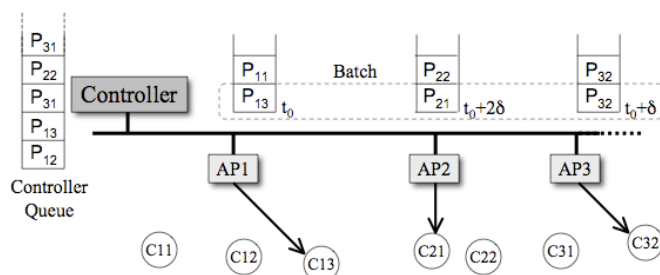 P31
P22
P31
P13
P12
Controller
Queue
Controller
P11
P13
t0
Batch
P22
P21
t0+2δ
P32
P32
t0+δ
AP1
AP2
AP3
C11
C12
C13
C21
C22
C31
C32